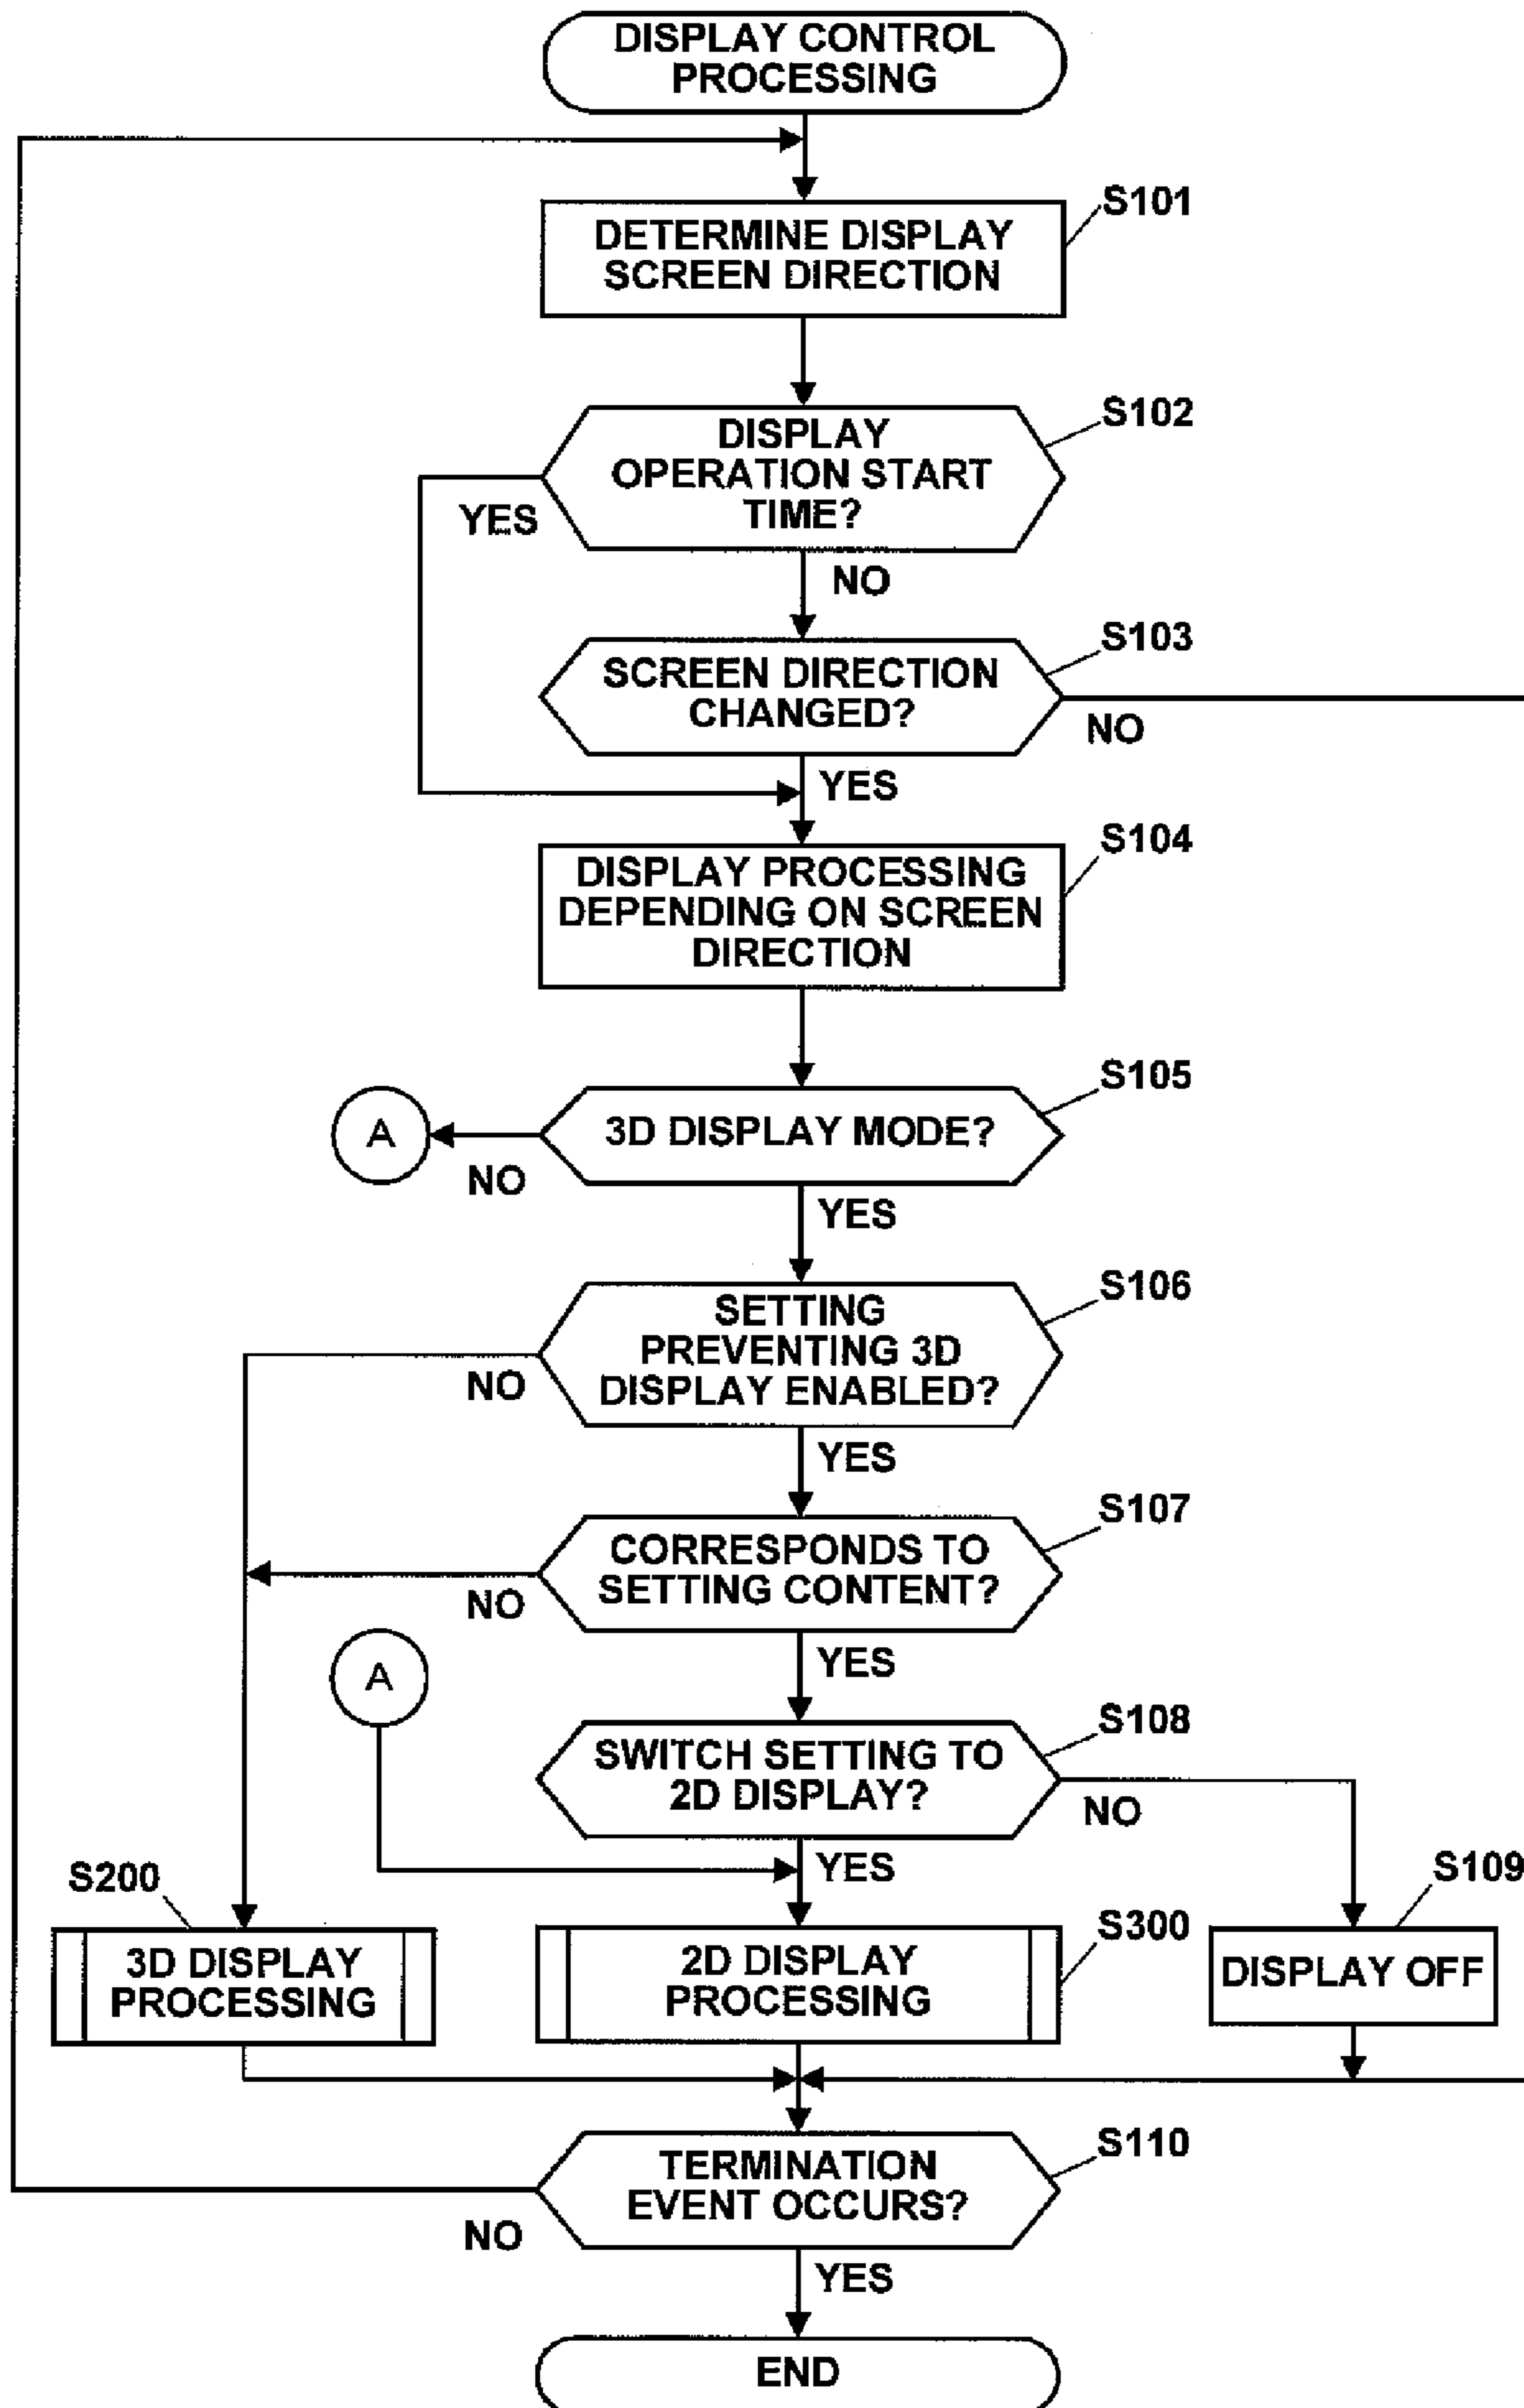 DISPLAY CONTROL
PROCESSING
S101
DETERMINE DISPLAY
SCREEN DIRECTION
S102
DISPLAY
OPERATION START
TIME?
YES
NO
S103
SCREEN DIRECTION
CHANGED?
NO
YES
S104
DISPLAY PROCESSING
DEPENDING ON SCREEN
DIRECTION
S105
A
3D DISPLAY MODE?
NO
YES
S106
SETTING
PREVENTING 3D
DISPLAY ENABLED?
NO
YES
S107
CORRESPONDS TO
SETTING CONTENT?
NO
YES
A
S108
SWITCH SETTING TO
2D DISPLAY?
NO
YES
S200
S109
3D DISPLAY
PROCESSING
S300
2D DISPLAY
PROCESSING
DISPLAY OFF
S110
TERMINATION
EVENT OCCURS?
NO
YES
END